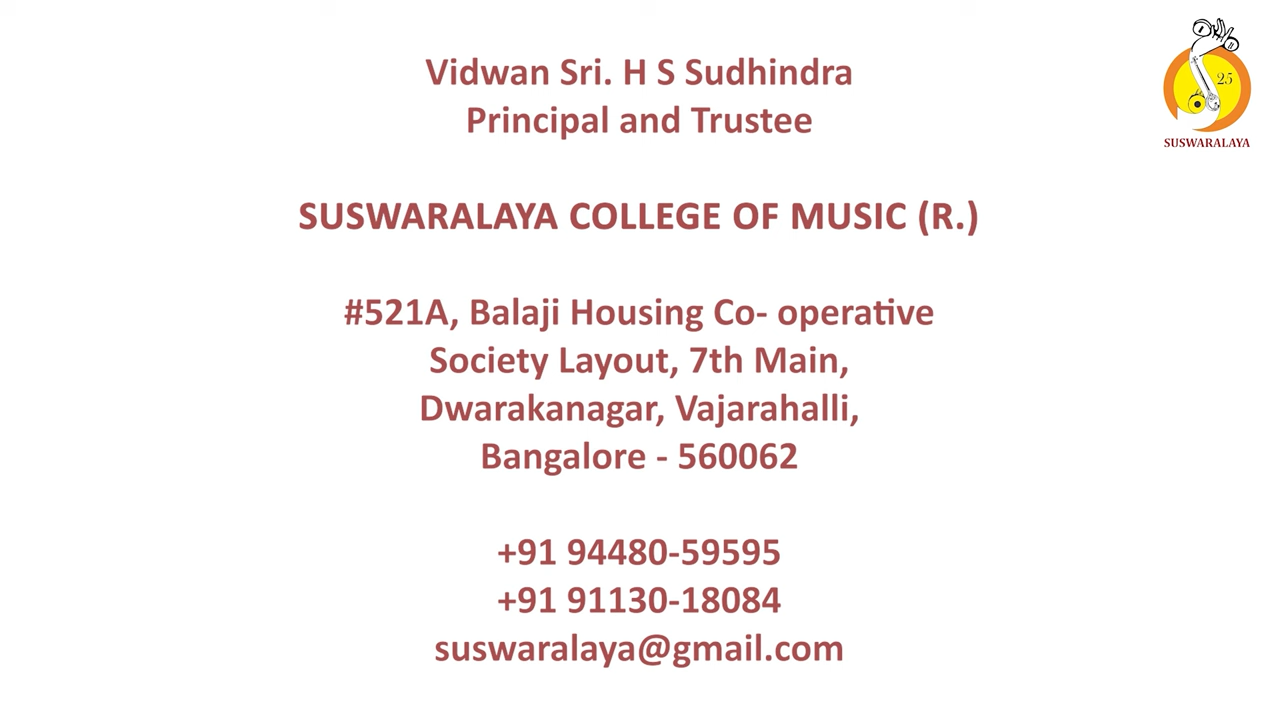 Vidwan Sri. H S Sudhindra
Principal and Trustee
SUSWARALAYA COLLEGE OF MUSIC (R.)
#521A, Balaji Housing Co- operative
Society Layout, 7th Main,
Dwarakanagar, Vajarahalli,
Bangalore - 560062
+91 94480-59595
+91 91130-18084
suswaralaya@gmail.com
25
SUSWARALAYA